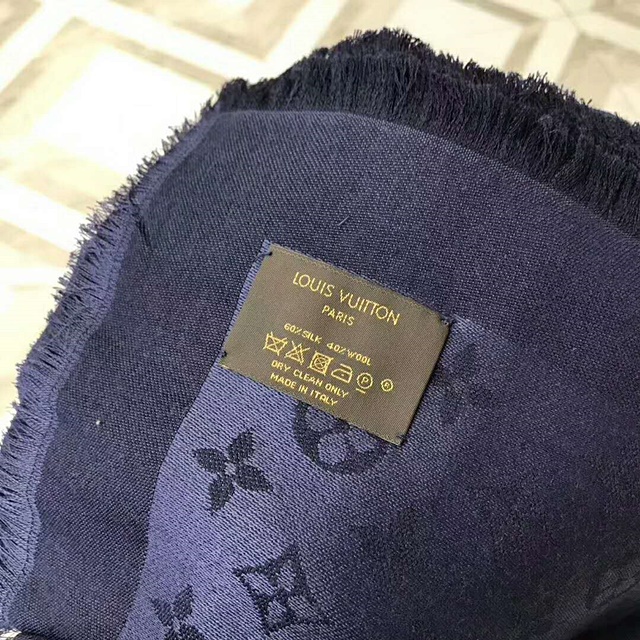 LOUIS VUITTON
PARIS
60% SILK 40% WOOL
P
DRY CLEAN ONLY
MADE IN ITALY